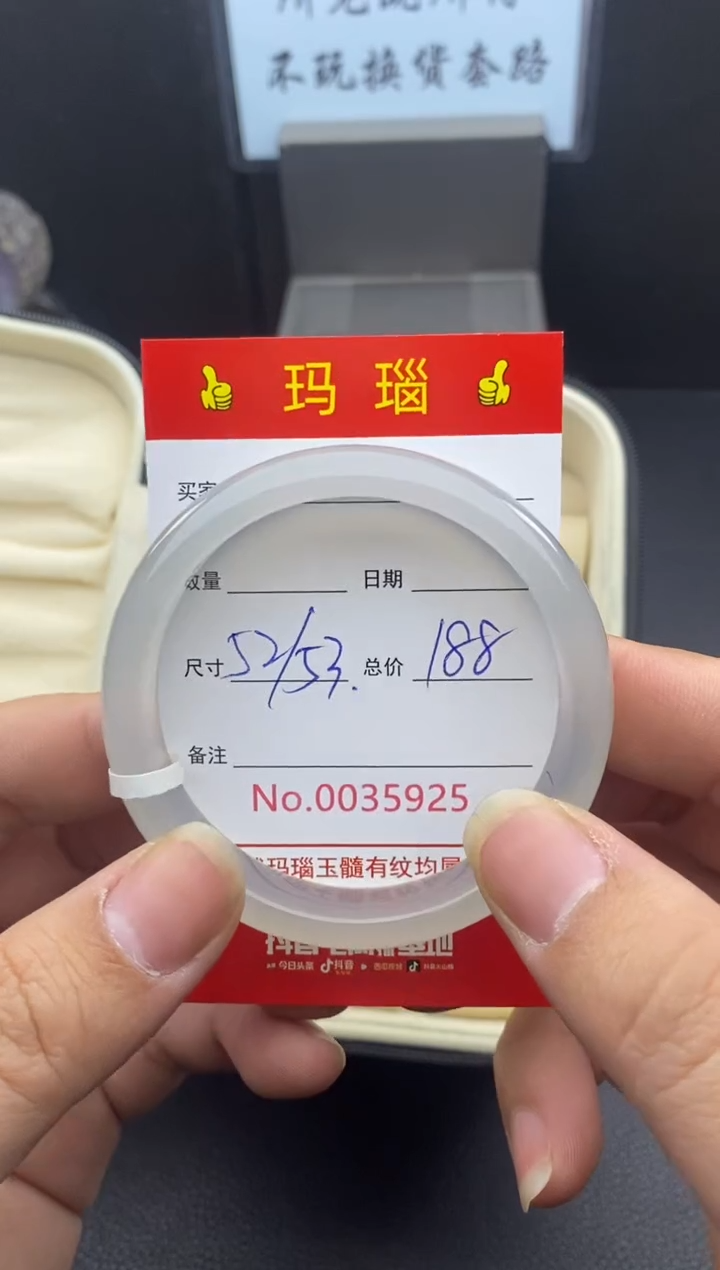 不玩换货套路
玛 瑙
买家
数量 日期
尺寸 52/53. 总价 188
备注
No.0035925
玛瑙玉髓有纹均属
今日头条 抖音